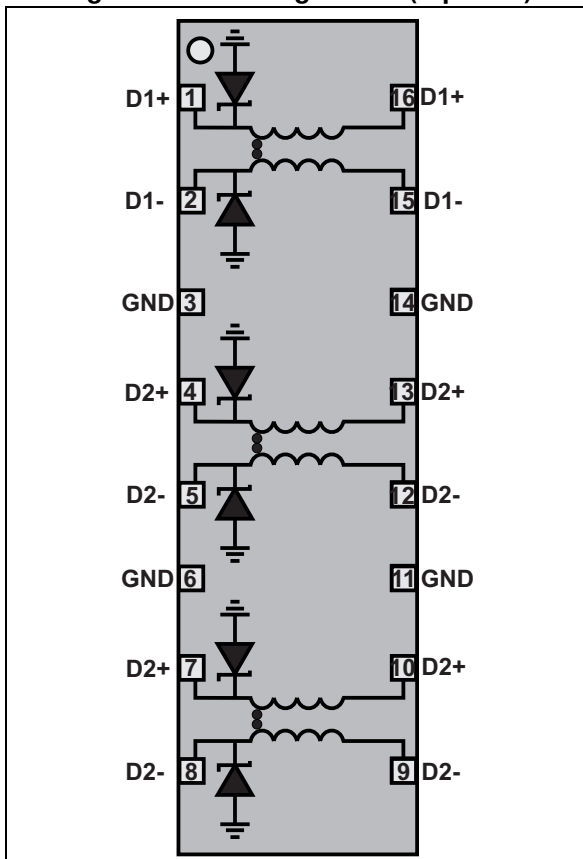 D1+ 1 16 D1+
D1- 2 15 D1-
GND 3 14 GND
D2+ 4 13 D2+
D2- 5 12 D2-
GND 6 11 GND
D2+ 7 10 D2+
D2- 8 9 D2-